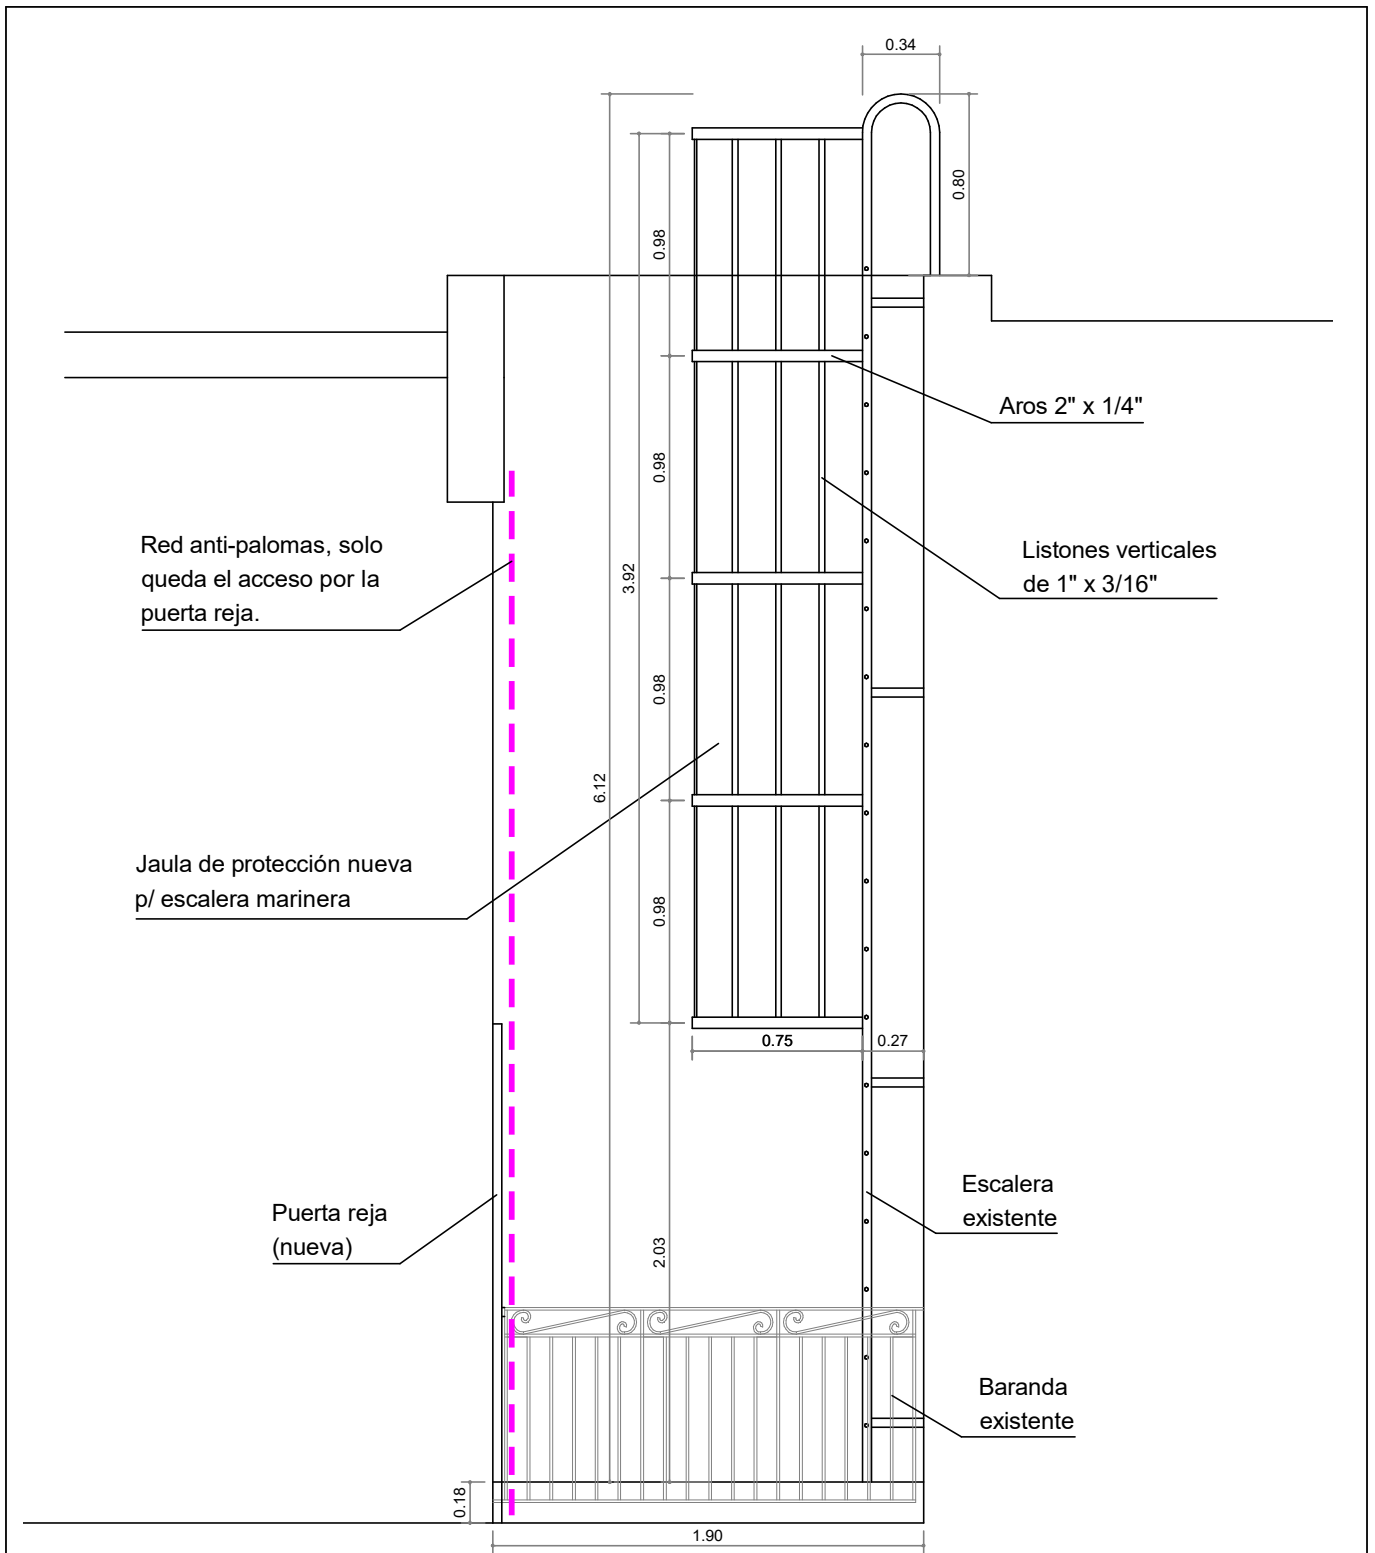 0.34
0.80
0.98
Aros 2" x 1/4"
0.98
Red anti-palomas, solo
queda el acceso por la
puerta reja.
Listones verticales
de 1" x 3/16"
3.92
0.98
6.12
Jaula de protección nueva
p/ escalera marinera
0.98
0.75
0.27
Escalera
existente
Puerta reja
(nueva)
2.03
Baranda
existente
0.18
1.90